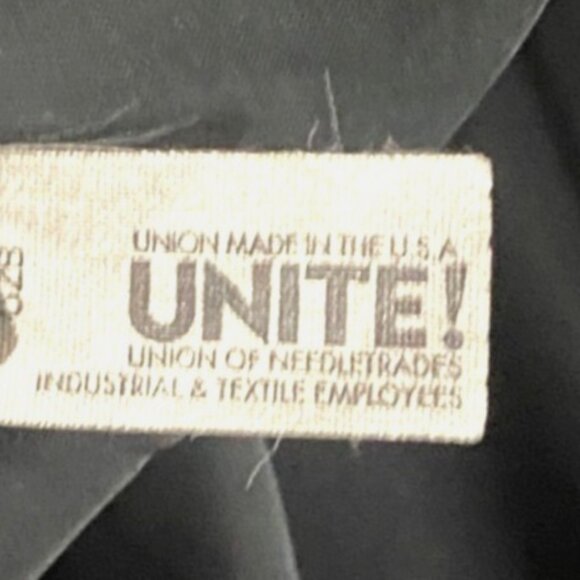 UNION MADE IN THE U.S.A
UNITE!
UNION OF NEEDLETRADES
INDUSTRIAL & TEXTILE EMPLOYEES